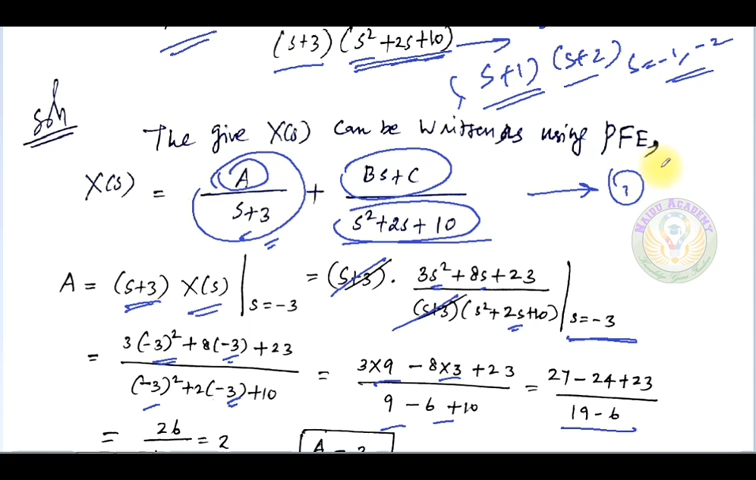 (s+3) (s²+2s+10)
(s+1) (s+2) s=-1, -2
Soln
The give X(s) can be written as using PFE,
X(s) = A/(s+3) + (Bs+C)/(s²+2s+10) → ①
NAIDU ACADEMY
A = (s+3) X(s)|s=-3 = (s+3) · (3s²+8s+23)/((s+3)(s²+2s+10))|s=-3
= (3(-3)²+8(-3)+23)/((-3)²+2(-3)+10) = (3×9-8×3+23)/(9-6+10) = (27-24+23)/(19-6)
= 26/ = 2